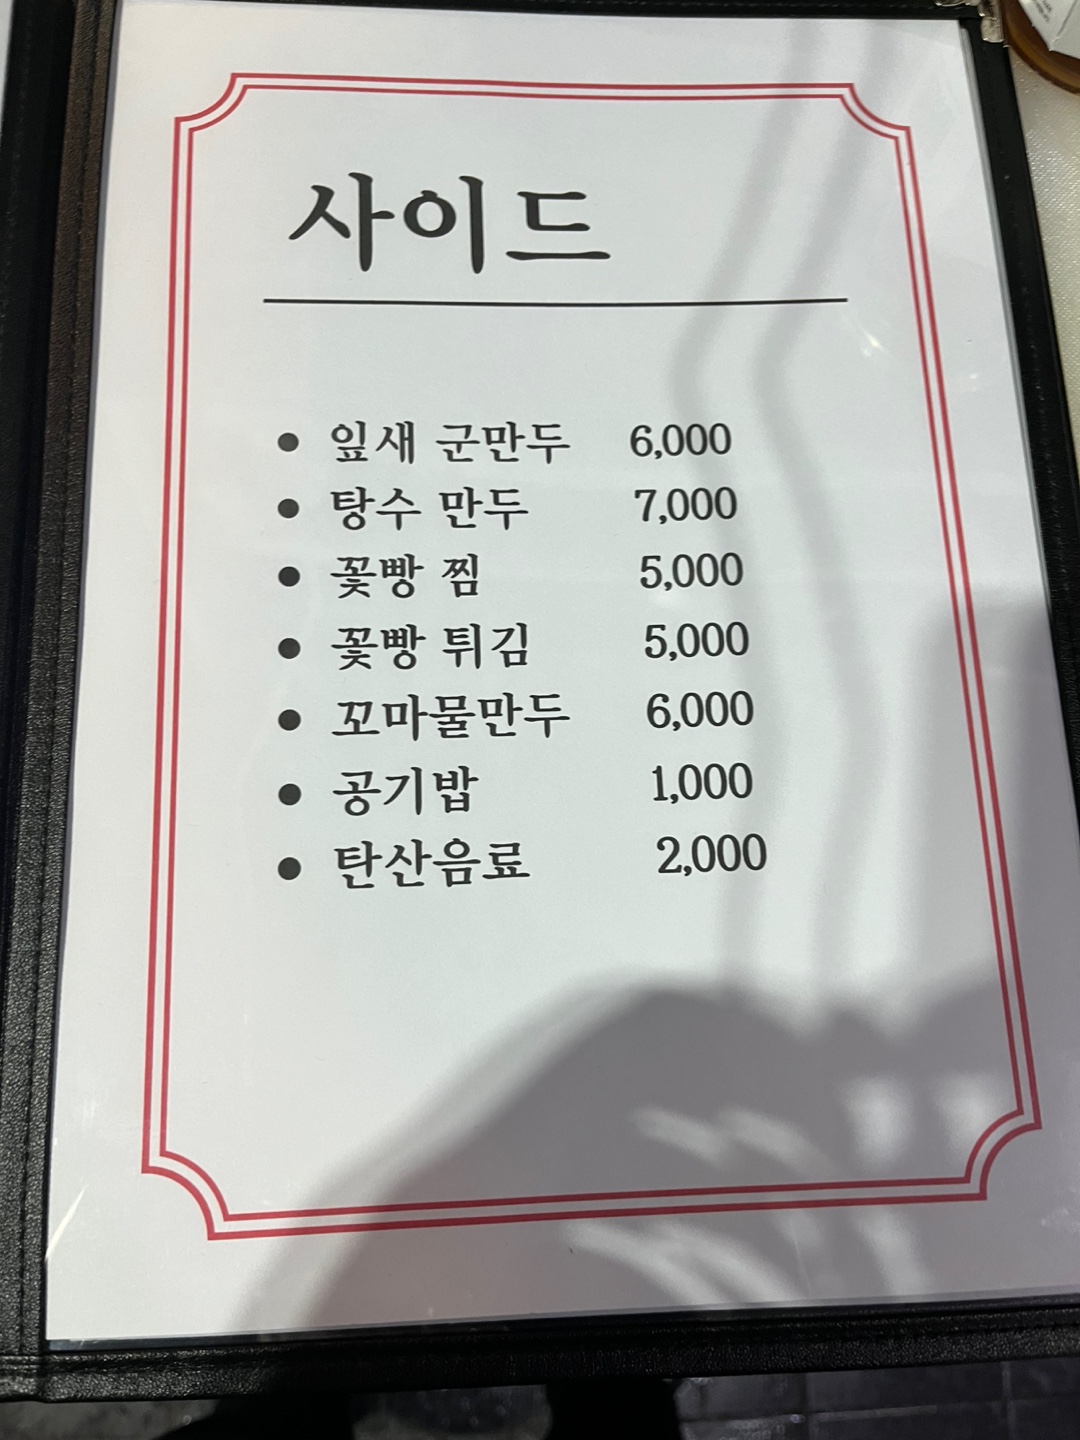 사이드
• 잎새 군만두 6,000
• 탕수 만두 7,000
• 꽃빵 찜 5,000
• 꽃빵 튀김 5,000
• 꼬마물만두 6,000
• 공기밥 1,000
• 탄산음료 2,000